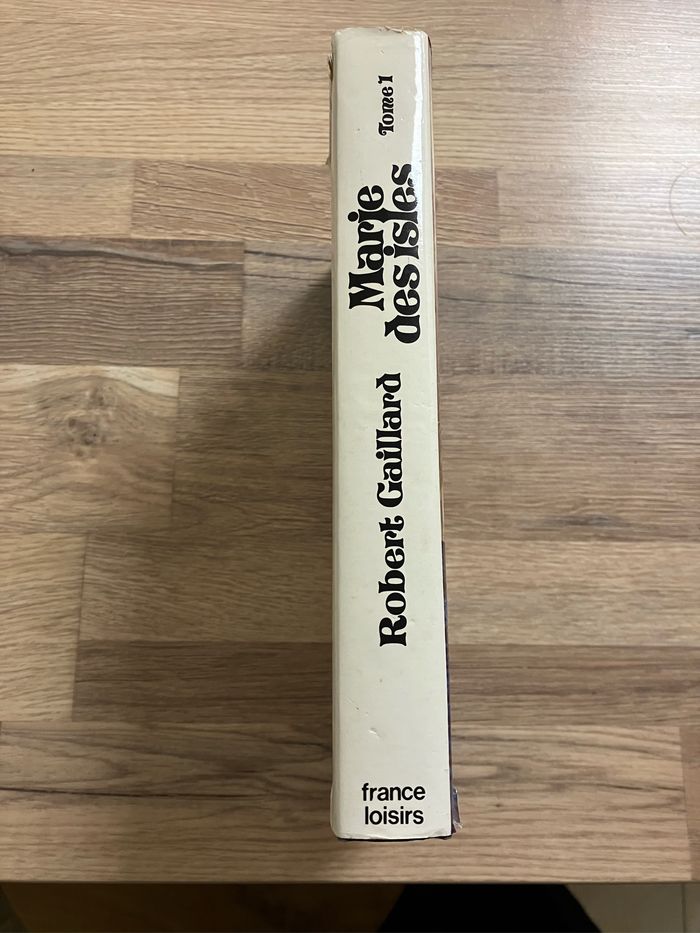 Robert Gaillard
Marie
des isles
Tome 1
france
loisirs